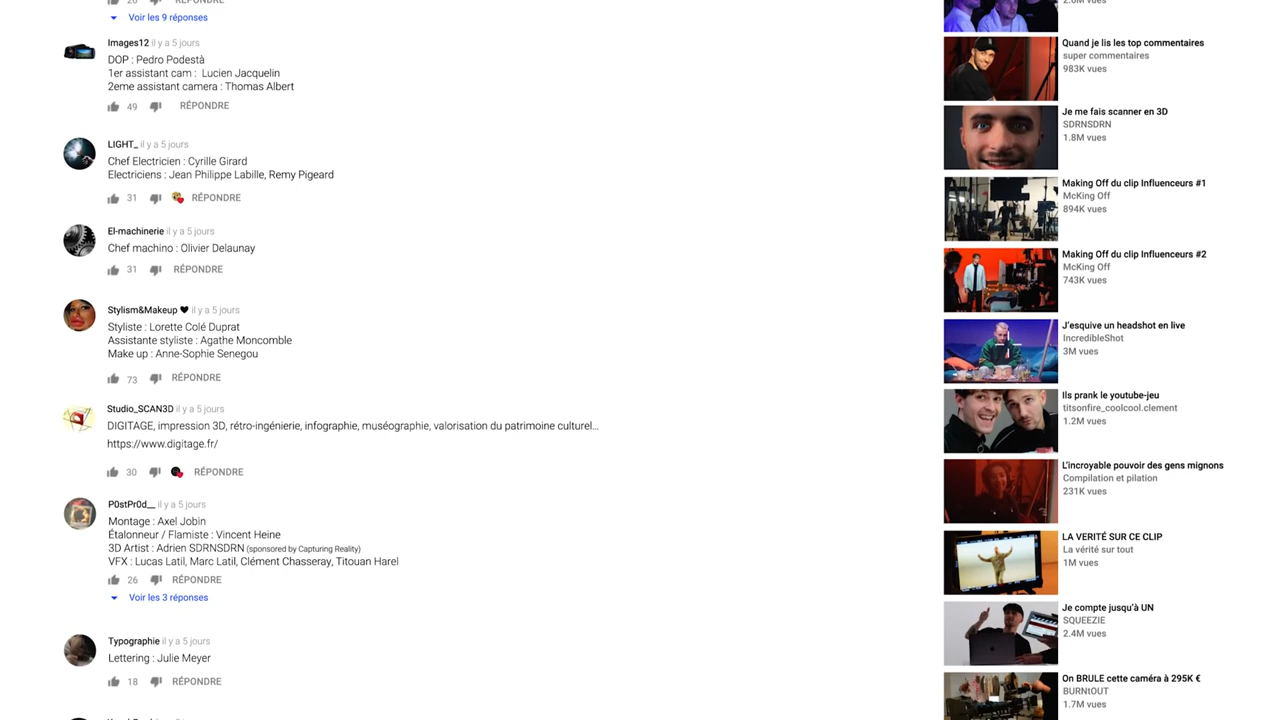 Voir les 9 réponses
Images12 il y a 5 jours
DOP : Pedro Podestà
1er assistant cam : Lucien Jacquelin
2eme assistant camera : Thomas Albert
49 RÉPONDRE
LIGHT_ il y a 5 jours
Chef Electricien : Cyrille Girard
Electriciens : Jean Philippe Labille, Remy Pigeard
31 RÉPONDRE
El-machinerie il y a 5 jours
Chef machino : Olivier Delaunay
31 RÉPONDRE
Stylism&Makeup ♥ il y a 5 jours
Styliste : Lorette Colé Duprat
Assistante styliste : Agathe Moncomble
Make up : Anne-Sophie Senegou
73 RÉPONDRE
Studio_SCAN3D il y a 5 jours
DIGITAGE, impression 3D, rétro-ingénierie, infographie, muséographie, valorisation du patrimoine culturel...
https://www.digitage.fr/
30 RÉPONDRE
P0stPr0d__ il y a 5 jours
Montage : Axel Jobin
Étalonneur / Flamiste : Vincent Heine
3D Artist : Adrien SDRNSDRN (sponsored by Capturing Reality)
VFX : Lucas Latil, Marc Latil, Clément Chasseray, Titouan Harel
26 RÉPONDRE
Voir les 3 réponses
Typographie il y a 5 jours
Lettering : Julie Meyer
18 RÉPONDRE
Quand je lis les top commentaires
super commentaires
983K vues
Je me fais scanner en 3D
SDRNSDRN
1.8M vues
Making Off du clip Influenceurs #1
McKing Off
894K vues
Making Off du clip Influenceurs #2
McKing Off
743K vues
J'esquive un headshot en live
IncredibleShot
3M vues
Ils prank le youtube-jeu
titsonfire_coolcool.clement
1.2M vues
L'incroyable pouvoir des gens mignons
Compilation et pilation
231K vues
LA VERITÉ SUR CE CLIP
La vérité sur tout
1M vues
Je compte jusqu'à UN
SQUEEZIE
2.4M vues
On BRULE cette caméra à 295K €
BURNtOUT
1.7M vues